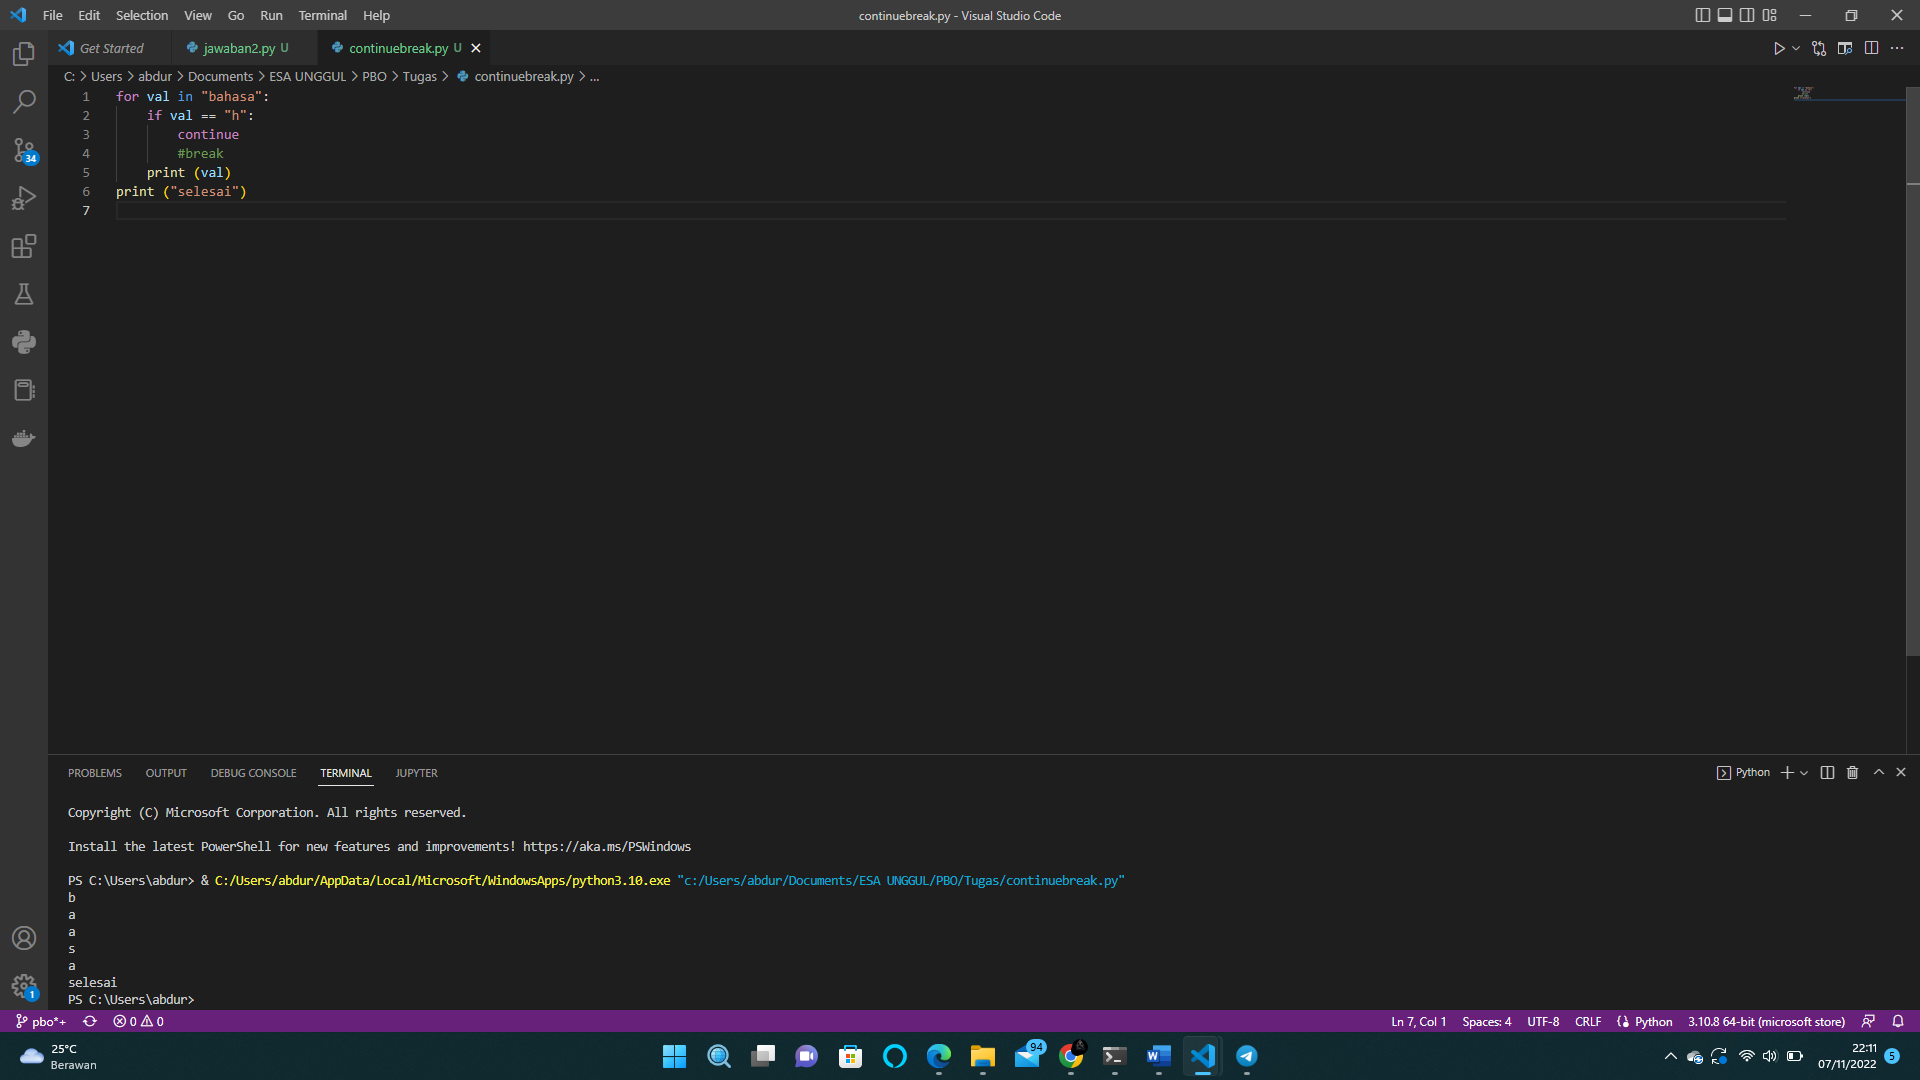 File Edit Selection View Go Run Terminal Help
continuebreak.py - Visual Studio Code
Get Started
jawaban2.py U
continuebreak.py U
C: > Users > abdur > Documents > ESA UNGGUL > PBO > Tugas > continuebreak.py > ...
1 for val in "bahasa":
2     if val == "h":
3         continue
4         #break
5     print (val)
6 print ("selesai")
7
34
PROBLEMS OUTPUT DEBUG CONSOLE TERMINAL JUPYTER
Python
Copyright (C) Microsoft Corporation. All rights reserved.
Install the latest PowerShell for new features and improvements! https://aka.ms/PSWindows
PS C:\Users\abdur> & C:/Users/abdur/AppData/Local/Microsoft/WindowsApps/python3.10.exe "c:/Users/abdur/Documents/ESA UNGGUL/PBO/Tugas/continuebreak.py"
b
a
a
s
a
selesai
PS C:\Users\abdur>
1
pbo*+ 0 0
Ln 7, Col 1 Spaces: 4 UTF-8 CRLF Python 3.10.8 64-bit (microsoft store)
25°C
Berawan
94
22:11
07/11/2022
5